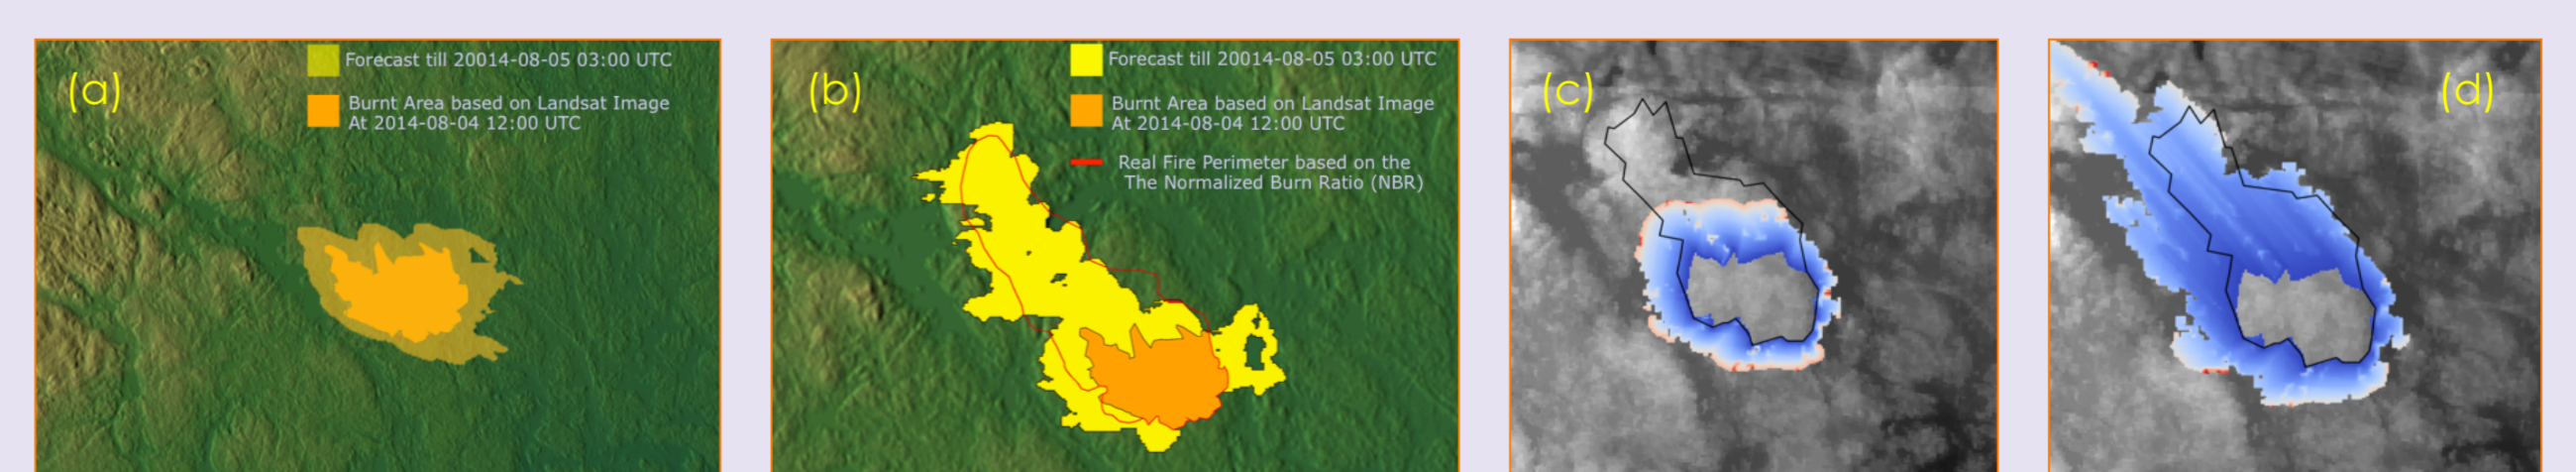 (a)
Forecast till 20014-08-05 03:00 UTC
Burnt Area based on Landsat Image
At 2014-08-04 12:00 UTC
(b)
Forecast till 20014-08-05 03:00 UTC
Burnt Area based on Landsat Image
At 2014-08-04 12:00 UTC
Real Fire Perimeter based on the
The Normalized Burn Ratio (NBR)
(c)
(d)